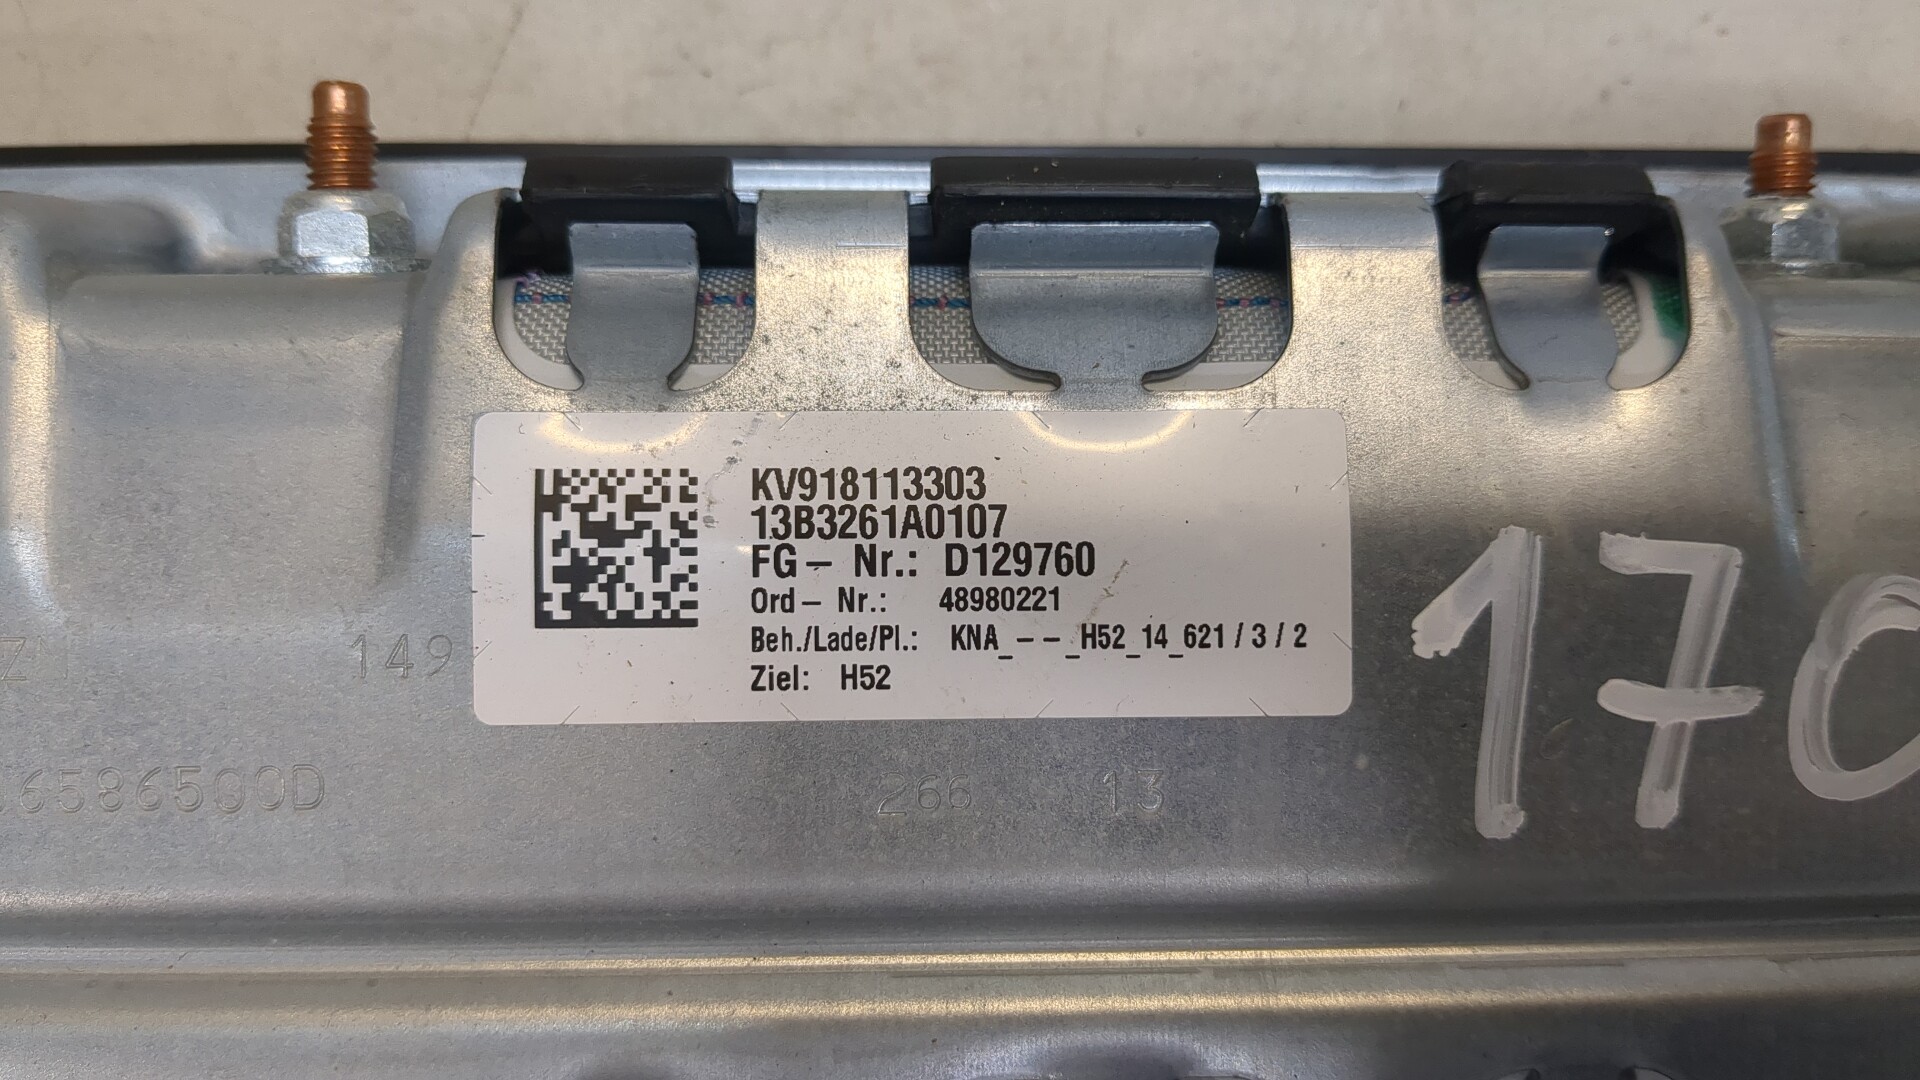 KV918113303
13B3261A0107
FG– Nr.: D129760
Ord– Nr.: 48980221
Beh./Lade/Pl.: KNA_--_H52_14_621/3/2
Ziel: H52
149
170
6586500D
266 13